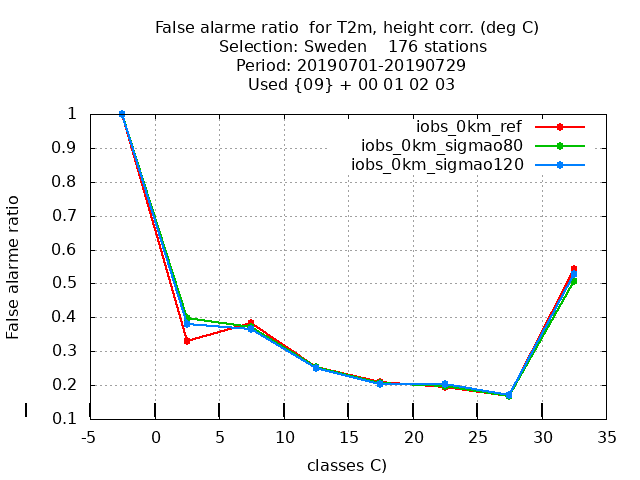 False alarme ratio  for T2m, height corr. (deg C)
Selection: Sweden    176 stations
Period: 20190701-20190729
Used {09} + 00 01 02 03
iobs_0km_ref
iobs_0km_sigmao80
iobs_0km_sigmao120
False alarme ratio
1
0.9
0.8
0.7
0.6
0.5
0.4
0.3
0.2
0.1
-5 0 5 10 15 20 25 30 35
classes C)